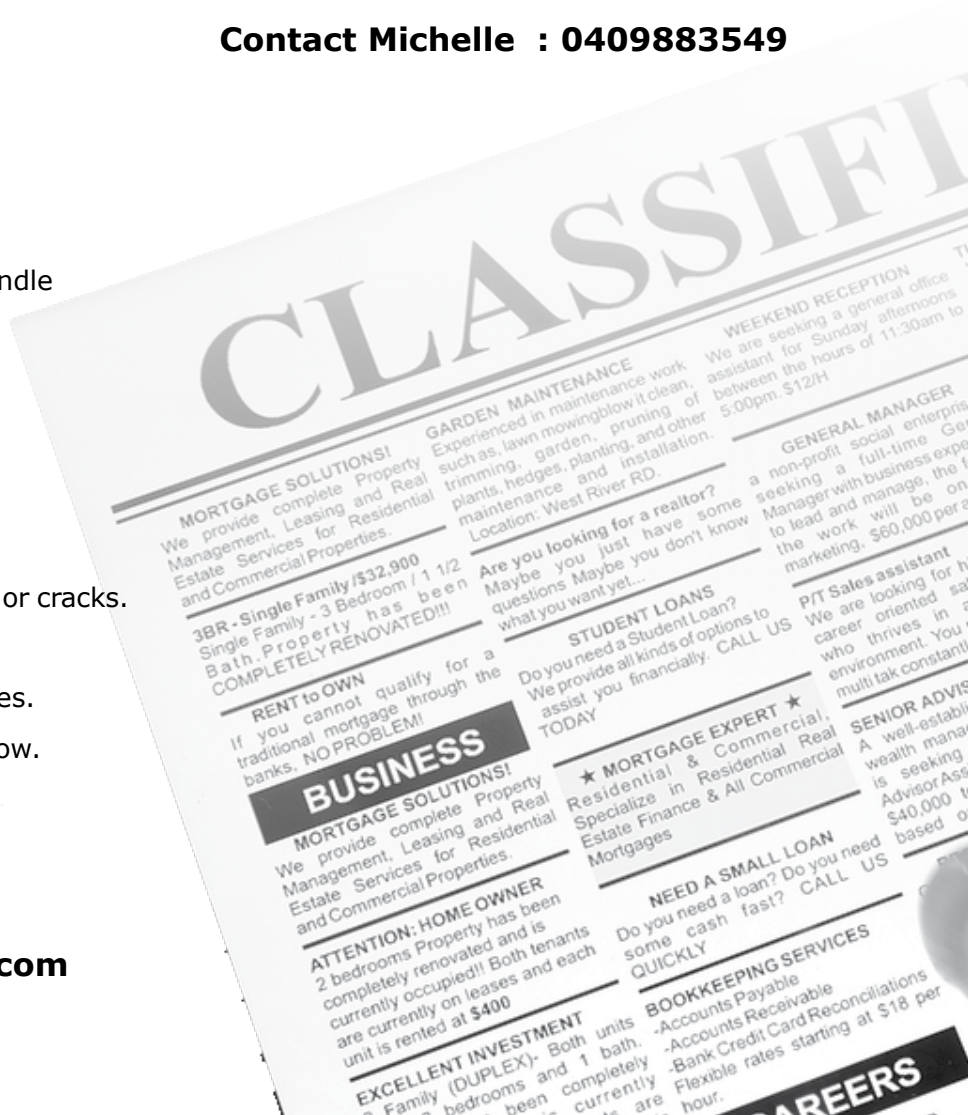 Contact Michelle : 0409883549
ndle
or cracks.
es.
ow.
.com
CLASSIFI
MORTGAGE SOLUTIONS!
We provide complete Property
Management, Leasing and Real
Estate Services for Residential
and Commercial Properties.
3BR - Single Family /$32,900
Single Family - 3 Bedroom / 1 1/2
Bath. Property has been
COMPLETELY RENOVATED!!!
RENT to OWN
If you cannot qualify for a
traditional mortgage through the
banks, NO PROBLEM!
BUSINESS
MORTGAGE SOLUTIONS!
We provide complete Property
Management, Leasing and Real
Estate Services for Residential
and Commercial Properties.
ATTENTION: HOME OWNER
2 bedrooms Property has been
completely renovated and is
currently occupied!! Both tenants
are currently on leases and each
unit is rented at $400
EXCELLENT INVESTMENT
Family (DUPLEX)- Both units
bedrooms and 1 bath.
been completely
currently
are
GARDEN MAINTENANCE
Experienced in maintenance work
such as, lawn mowing blow it clean,
trimming, garden, pruning of
plants, hedges, planting, and other
maintenance and installation.
Location: West River RD.
Are you looking for a realtor?
Maybe you just have some
questions Maybe you don't know
what you want yet...
STUDENT LOANS
Do you need a Student Loan?
We provide all kinds of options to
assist you financially. CALL US
TODAY
★ MORTGAGE EXPERT ★
Residential & Commercial,
Specialize in Residential Real
Estate Finance & All Commercial
Mortgages
NEED A SMALL LOAN
Do you need a loan? Do you need
some cash fast? CALL US
QUICKLY
BOOKKEEPING SERVICES
-Accounts Payable
-Accounts Receivable
-Bank Credit Card Reconciliations
Flexible rates starting at $18 per
hour.
REERS
WEEKEND RECEPTION
We are seeking a general office
assistant for Sunday afternoons
between the hours of 11:30am to
5:00pm. $12/H
GENERAL MANAGER
a non-profit social enterpris
seeking a full-time Gen
Manager with business expe
to lead and manage, the f
the work will be on
marketing, $60,000 per a
P/T Sales assistant
We are looking for h
career oriented sal
who thrives in a
environment. You
multi tak constantl
SENIOR ADVIS
A well-establi
wealth manag
is seeking
Advisor Ass
$40,000 t
based o